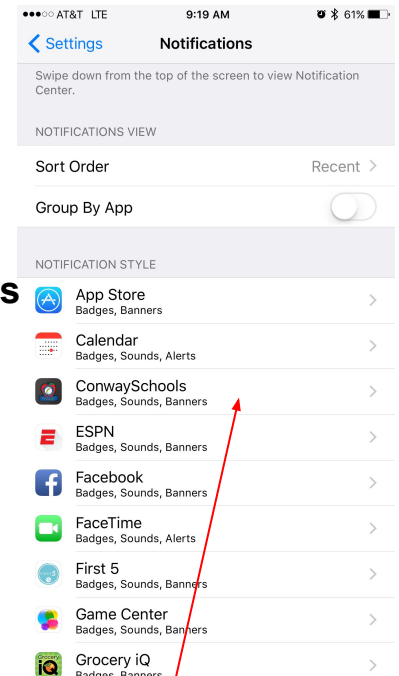 AT&T LTE 9:19 AM 61%
Settings Notifications
Swipe down from the top of the screen to view Notification
Center.
NOTIFICATIONS VIEW
Sort Order Recent
Group By App
NOTIFICATION STYLE
s
App Store
Badges, Banners
Calendar
Badges, Sounds, Alerts
ConwaySchools
Badges, Sounds, Banners
ESPN
Badges, Sounds, Banners
Facebook
Badges, Sounds, Banners
FaceTime
Badges, Sounds, Alerts
First 5
Badges, Sounds, Banners
Game Center
Badges, Sounds, Banners
Grocery iQ
Badges, Banners